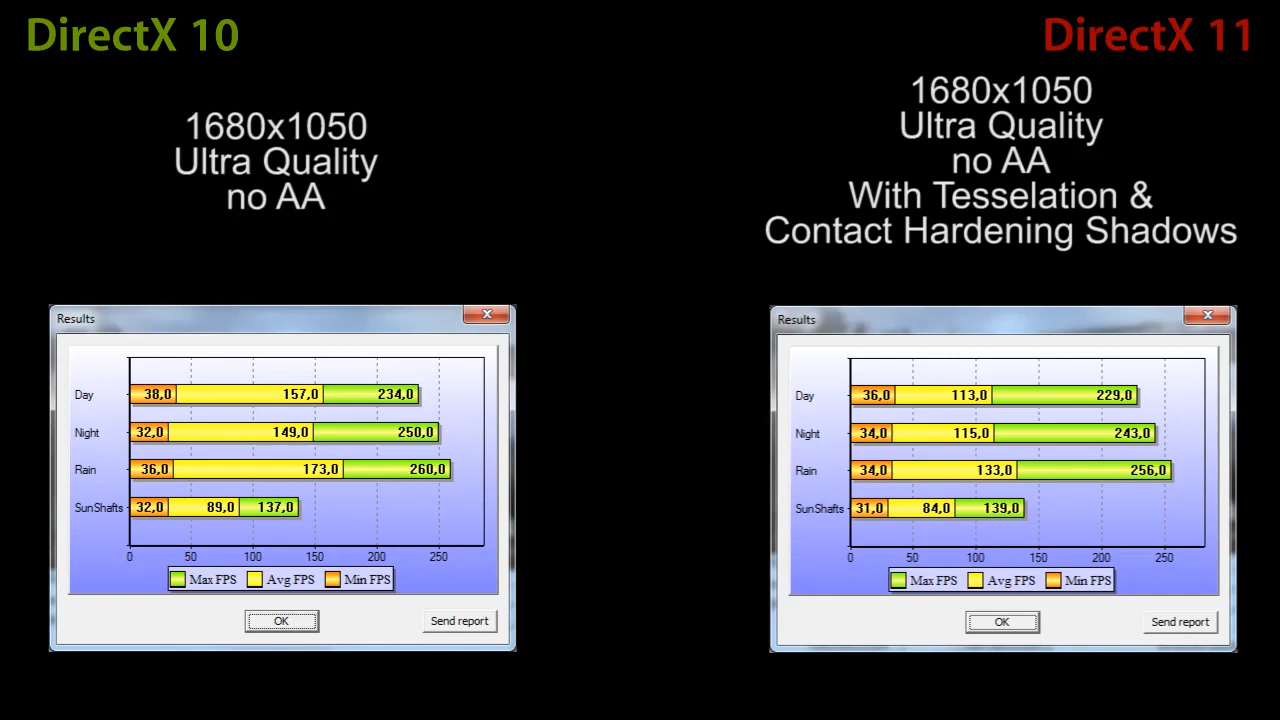 DirectX 10
1680x1050
Ultra Quality
no AA
Results
Day 38,0 157,0 234,0
Night 32,0 149,0 250,0
Rain 36,0 173,0 260,0
SunShafts 32,0 89,0 137,0
0 50 100 150 200 250
Max FPS Avg FPS Min FPS
OK Send report
DirectX 11
1680x1050
Ultra Quality
no AA
With Tesselation &
Contact Hardening Shadows
Results
Day 36,0 113,0 229,0
Night 34,0 115,0 243,0
Rain 34,0 133,0 256,0
SunShafts 31,0 84,0 139,0
0 50 100 150 200 250
Max FPS Avg FPS Min FPS
OK Send report